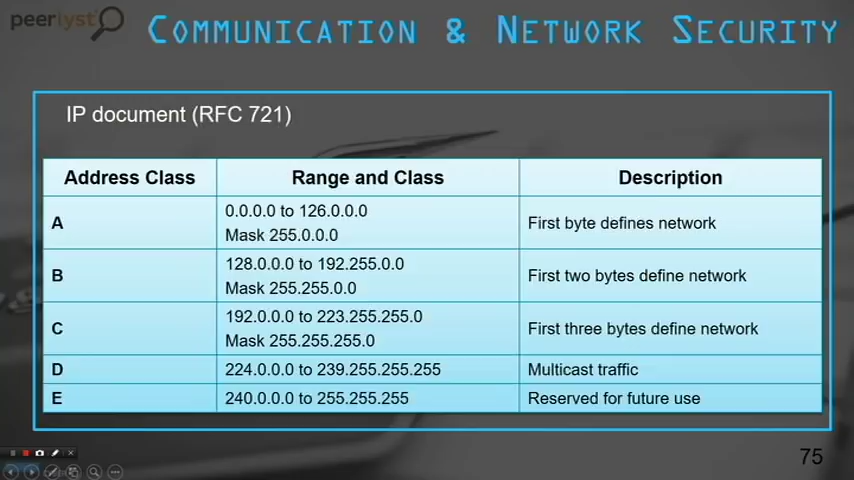 peerlyst
COMMUNICATION & NETWORK SECURITY
IP document (RFC 721)
Address Class Range and Class Description
A
0.0.0.0 to 126.0.0.0
Mask 255.0.0.0
First byte defines network
B
128.0.0.0 to 192.255.0.0
Mask 255.255.0.0
First two bytes define network
C
192.0.0.0 to 223.255.255.0
Mask 255.255.255.0
First three bytes define network
D 224.0.0.0 to 239.255.255.255 Multicast traffic
E 240.0.0.0 to 255.255.255 Reserved for future use
75